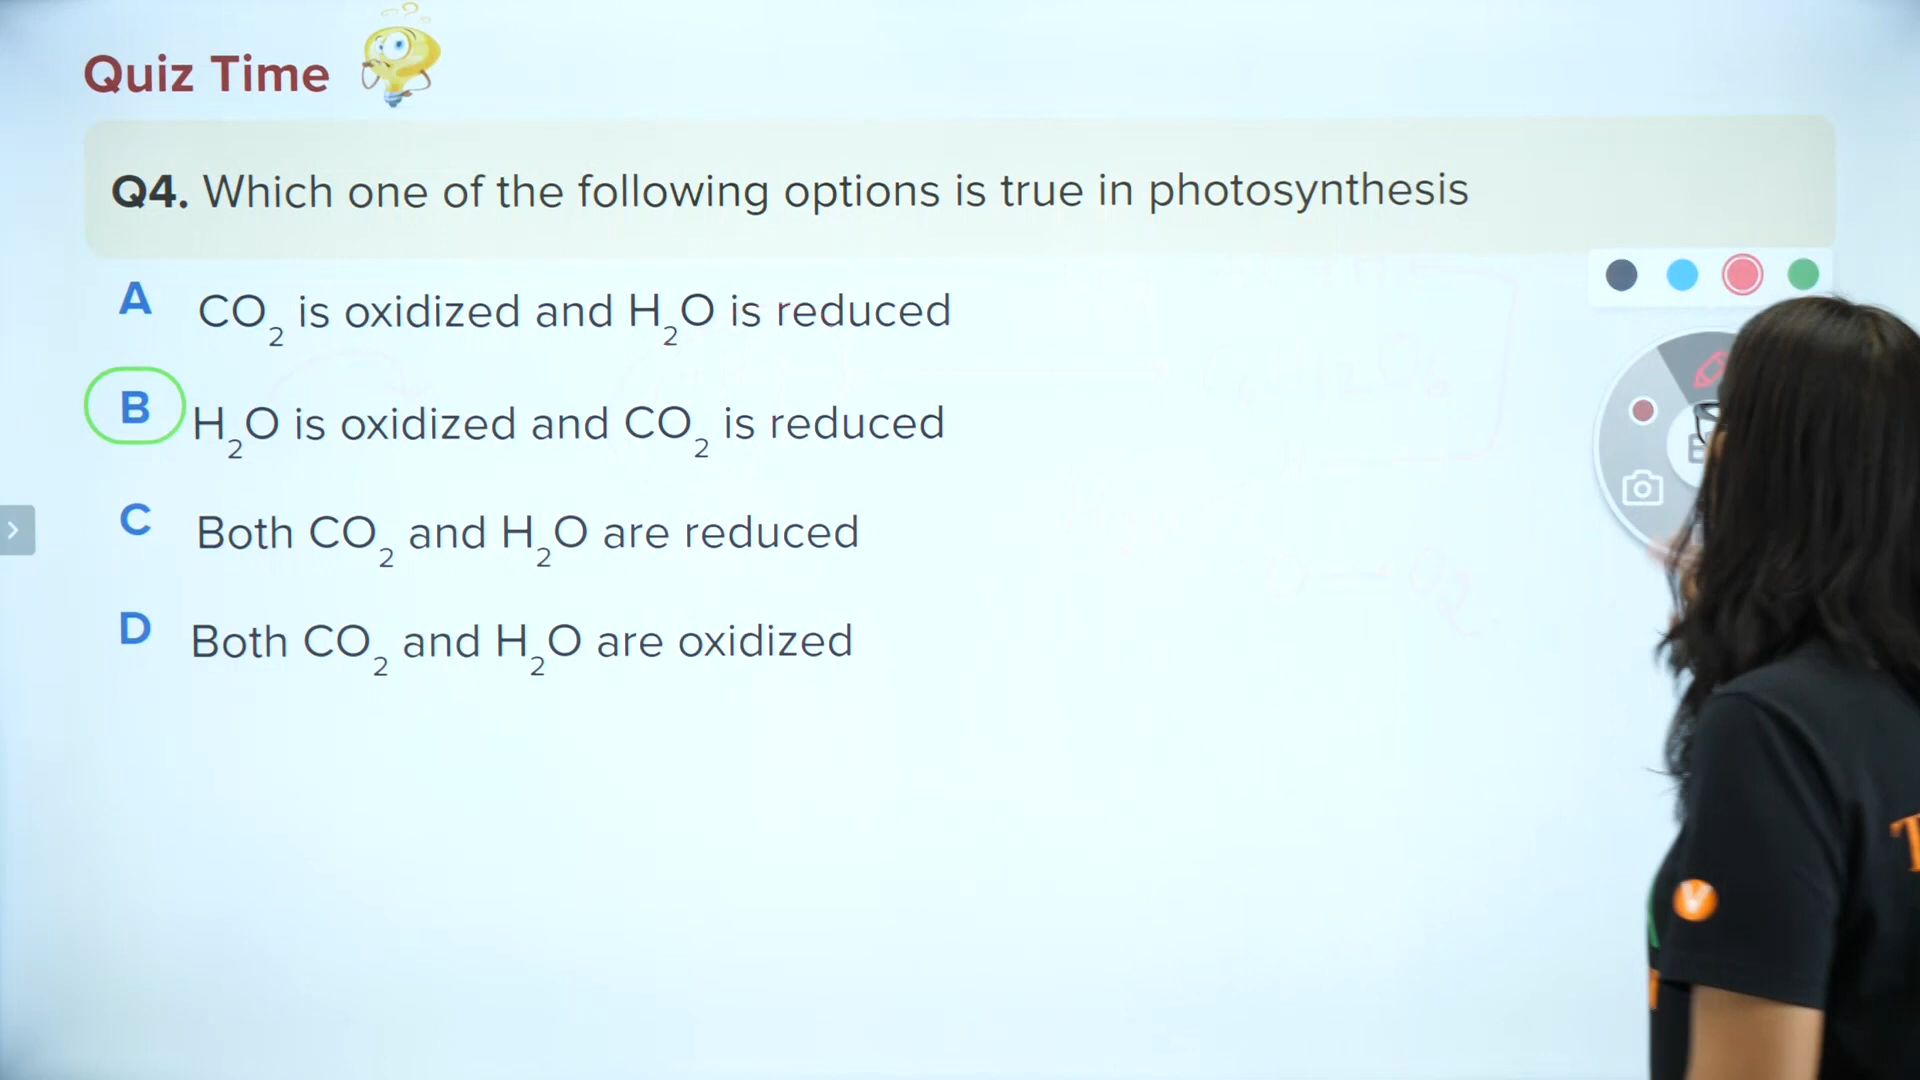 Quiz Time
Q4. Which one of the following options is true in photosynthesis
A CO₂ is oxidized and H₂O is reduced
B H₂O is oxidized and CO₂ is reduced
C Both CO₂ and H₂O are reduced
D Both CO₂ and H₂O are oxidized